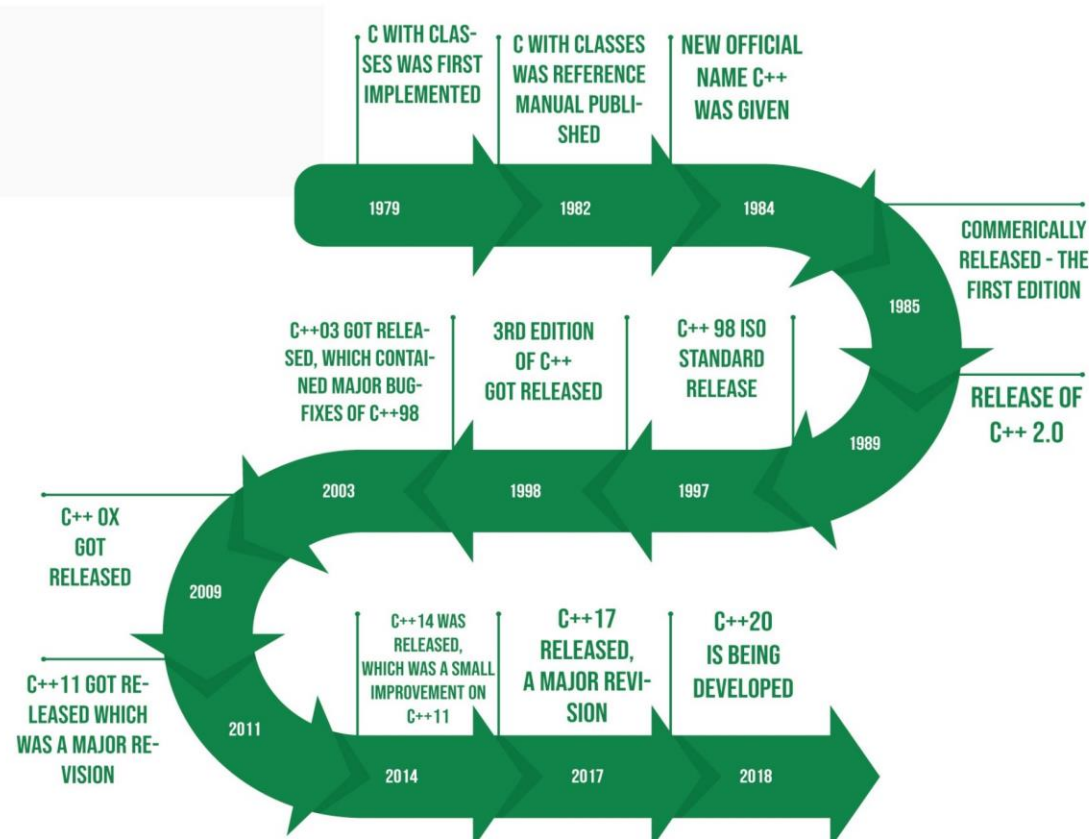 C WITH CLAS-
SES WAS FIRST
IMPLEMENTED
C WITH CLASSES
WAS REFERENCE
MANUAL PUBLI-
SHED
NEW OFFICIAL
NAME C++
WAS GIVEN
1979
1982
1984
COMMERICALLY
RELEASED - THE
FIRST EDITION
1985
RELEASE OF
C++ 2.0
1989
C++ 98 ISO
STANDARD
RELEASE
1997
3RD EDITION
OF C++
GOT RELEASED
1998
C++03 GOT RELEA-
SED, WHICH CONTAI-
NED MAJOR BUG-
FIXES OF C++98
2003
C++ 0X
GOT
RELEASED
2009
C++11 GOT RE-
LEASED WHICH
WAS A MAJOR RE-
VISION
2011
C++14 WAS
RELEASED,
WHICH WAS A SMALL
IMPROVEMENT ON
C++11
2014
C++17
RELEASED,
A MAJOR REVI-
SION
2017
C++20
IS BEING
DEVELOPED
2018